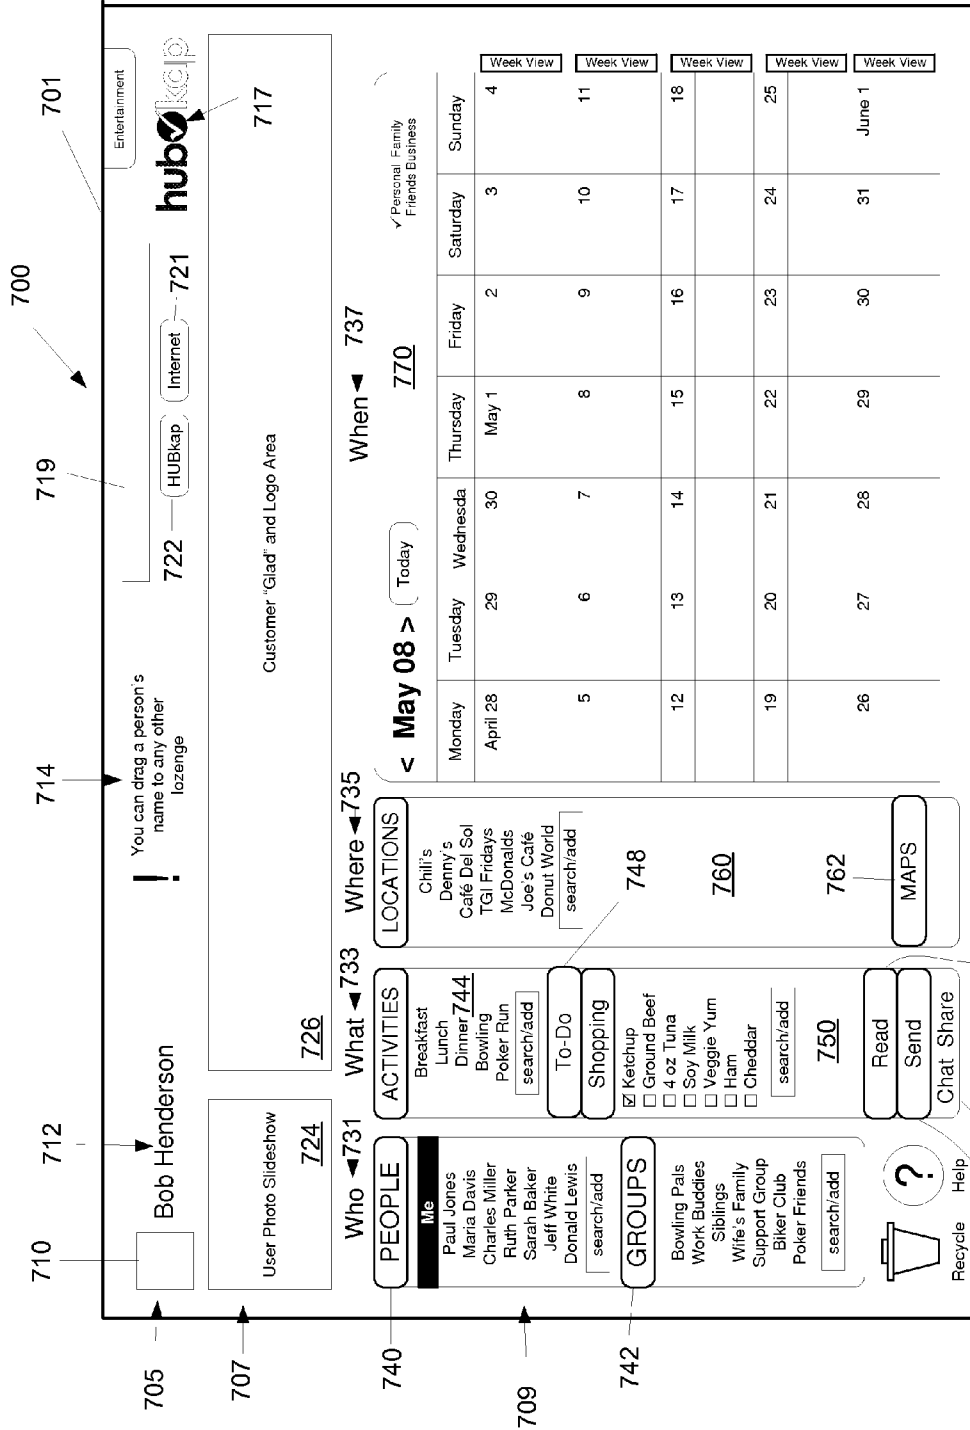 700
701
705
707
709
710
712
714
719
722
721
717
Bob Henderson
!
You can drag a person's
name to any other
lozenge
HUBkap
Internet
Entertainment
hub kap
User Photo Slideshow
724
Customer "Glad" and Logo Area
726
Who 731
What 733
Where 735
When 737
740
PEOPLE
Me
Paul Jones
Maria Davis
Charles Miller
Ruth Parker
Sarah Baker
Jeff White
Donald Lewis
search/add
742
GROUPS
Bowling Pals
Work Buddies
Siblings
Wife's Family
Support Group
Biker Club
Poker Friends
search/add
Recycle
?
Help
ACTIVITIES
Breakfast
Lunch
Dinner 744
Bowling
Poker Run
search/add
To-Do
748
Shopping
Ketchup
Ground Beef
4 oz Tuna
Soy Milk
Veggie Yum
Ham
Cheddar
search/add
750
Read
Send
Chat Share
LOCATIONS
Chili's
Denny's
Café Del Sol
TGI Fridays
McDonalds
Joe's Café
Donut World
search/add
760
762
MAPS
< May 08 >
Today
770
✓Personal Family
Friends Business
Monday Tuesday Wednesda Thursday Friday Saturday Sunday
April 28 29 30 May 1 2 3 4 Week View
5 6 7 8 9 10 11 Week View
12 13 14 15 16 17 18 Week View
19 20 21 22 23 24 25 Week View
26 27 28 29 30 31 June 1 Week View